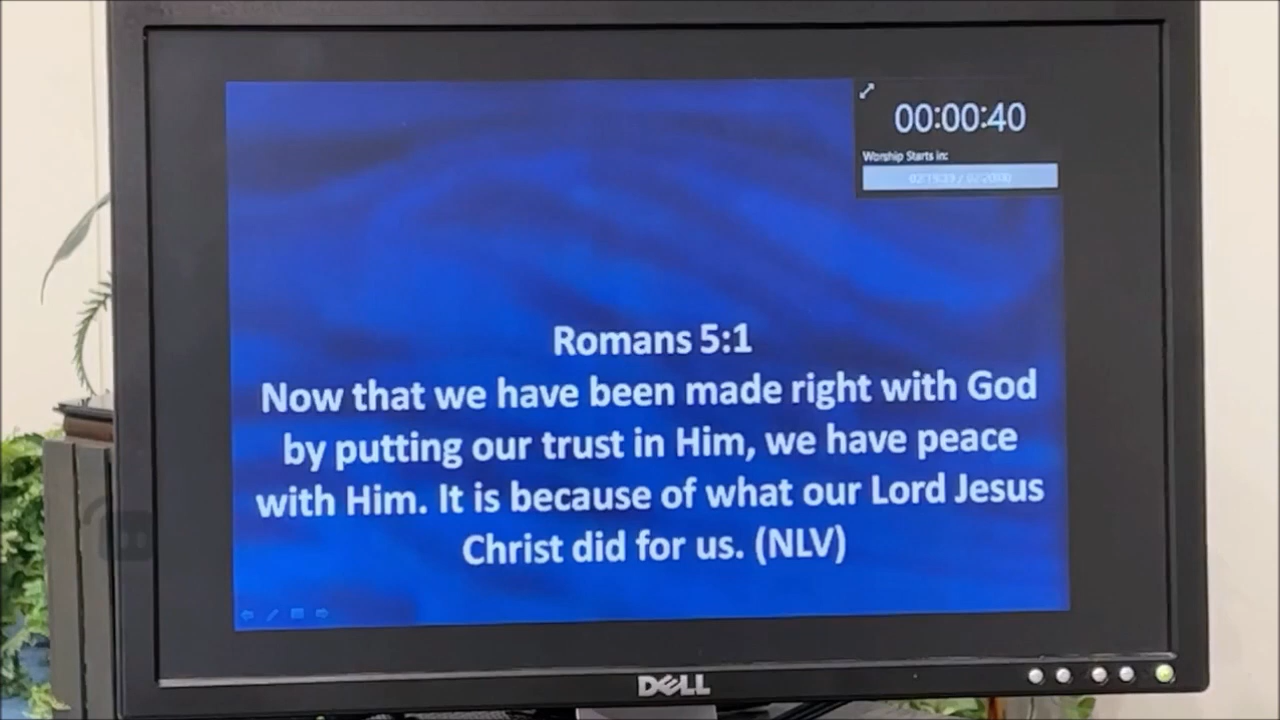 00:00:40
Worship Starts in:
Romans 5:1
Now that we have been made right with God
by putting our trust in Him, we have peace
with Him. It is because of what our Lord Jesus
Christ did for us. (NLV)
DELL